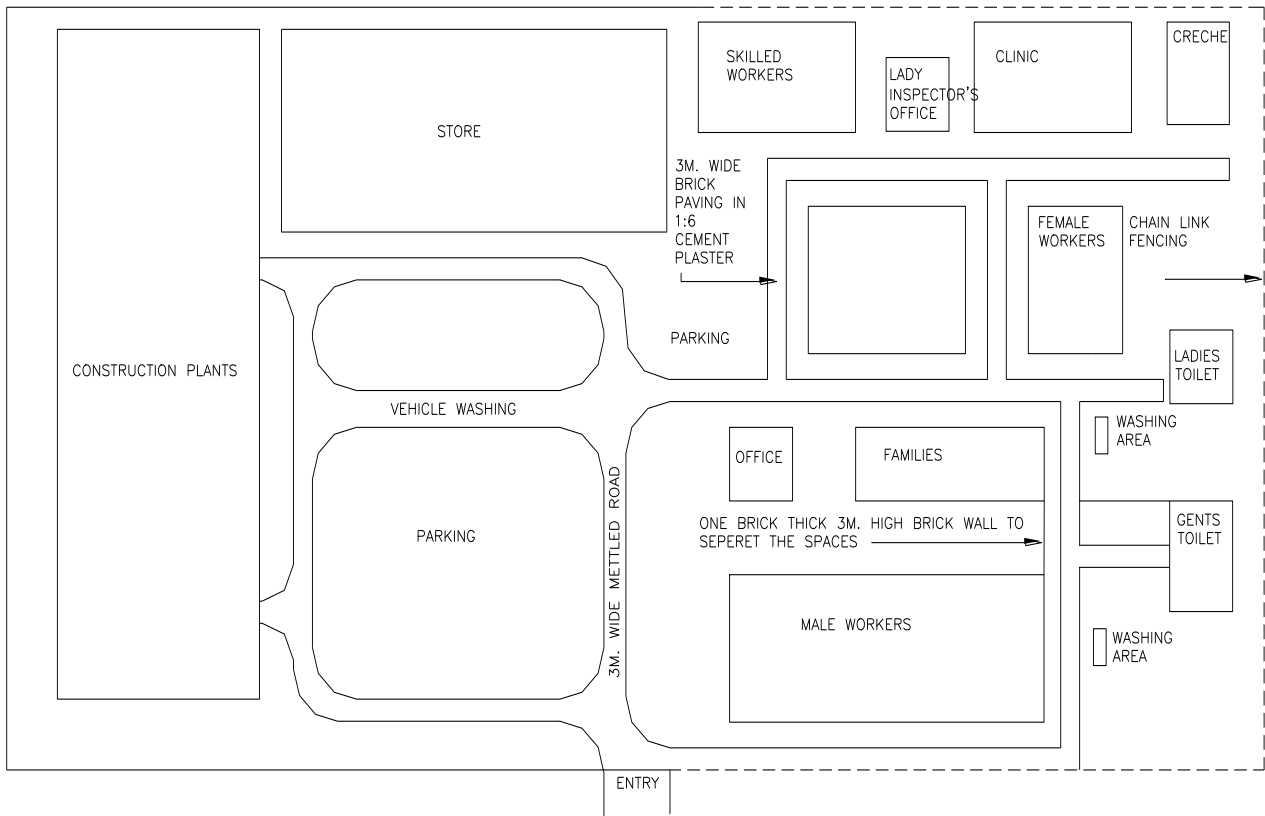 CRECHE
SKILLED
WORKERS
CLINIC
LADY
INSPECTOR'S
OFFICE
STORE
3M. WIDE
BRICK
PAVING IN
1:6
CEMENT
PLASTER
FEMALE
WORKERS
CHAIN LINK
FENCING
PARKING
CONSTRUCTION PLANTS
LADIES
TOILET
VEHICLE WASHING
WASHING
AREA
OFFICE
FAMILIES
3M. WIDE METTLED ROAD
ONE BRICK THICK 3M. HIGH BRICK WALL TO
SEPERET THE SPACES
GENTS
TOILET
PARKING
MALE WORKERS
WASHING
AREA
ENTRY